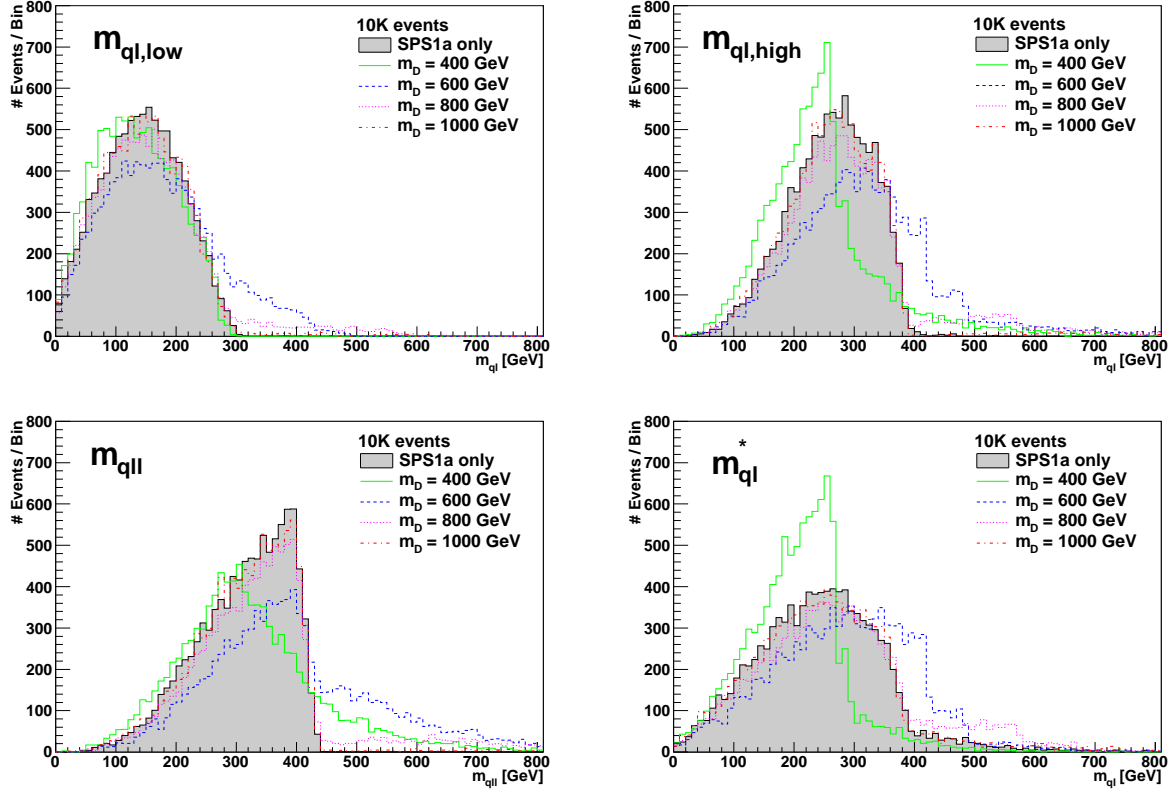 m_ql,low
10K events
SPS1a only
m_D = 400 GeV
m_D = 600 GeV
m_D = 800 GeV
m_D = 1000 GeV
# Events / Bin
0 100 200 300 400 500 600 700 800
0 100 200 300 400 500 600 700 800
m_ql [GeV]
m_ql,high
10K events
SPS1a only
m_D = 400 GeV
m_D = 600 GeV
m_D = 800 GeV
m_D = 1000 GeV
# Events / Bin
0 100 200 300 400 500 600 700 800
0 100 200 300 400 500 600 700 800
m_ql [GeV]
m_qll
10K events
SPS1a only
m_D = 400 GeV
m_D = 600 GeV
m_D = 800 GeV
m_D = 1000 GeV
# Events / Bin
0 100 200 300 400 500 600 700 800
0 100 200 300 400 500 600 700 800
m_qll [GeV]
m*_ql
10K events
SPS1a only
m_D = 400 GeV
m_D = 600 GeV
m_D = 800 GeV
m_D = 1000 GeV
# Events / Bin
0 100 200 300 400 500 600 700 800
0 100 200 300 400 500 600 700 800
m_ql [GeV]